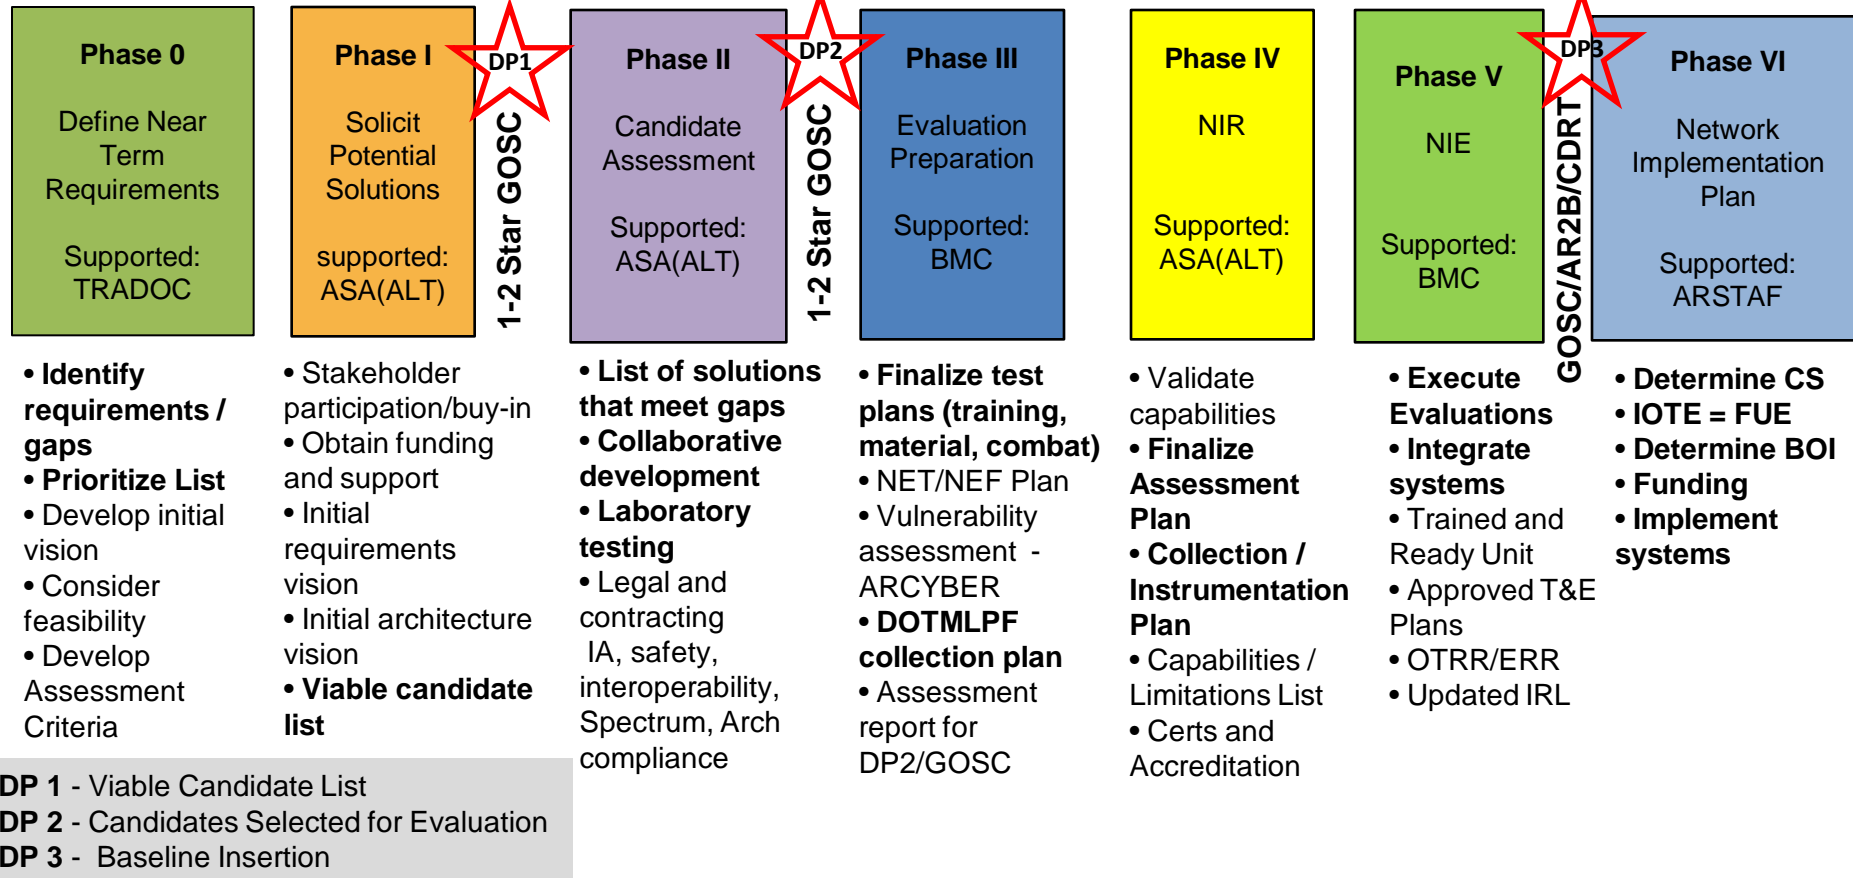 Phase 0
Define Near
Term
Requirements
Supported:
TRADOC
• Identify
requirements /
gaps
• Prioritize List
• Develop initial
vision
• Consider
feasibility
• Develop
Assessment
Criteria
Phase I
Solicit
Potential
Solutions
supported:
ASA(ALT)
• Stakeholder
participation/buy-in
• Obtain funding
and support
• Initial
requirements
vision
• Initial architecture
vision
• Viable candidate
list
DP1
1-2 Star GOSC
Phase II
Candidate
Assessment
Supported:
ASA(ALT)
• List of solutions
that meet gaps
• Collaborative
development
• Laboratory
testing
• Legal and
contracting
IA, safety,
interoperability,
Spectrum, Arch
compliance
DP2
1-2 Star GOSC
Phase III
Evaluation
Preparation
Supported:
BMC
• Finalize test
plans (training,
material, combat)
• NET/NEF Plan
• Vulnerability
assessment -
ARCYBER
• DOTMLPF
collection plan
• Assessment
report for
DP2/GOSC
Phase IV
NIR
Supported:
ASA(ALT)
• Validate
capabilities
• Finalize
Assessment
Plan
• Collection /
Instrumentation
Plan
• Capabilities /
Limitations List
• Certs and
Accreditation
Phase V
NIE
Supported:
BMC
• Execute
Evaluations
• Integrate
systems
• Trained and
Ready Unit
• Approved T&E
Plans
• OTRR/ERR
• Updated IRL
DP3
GOSC/AR2B/CDRT
Phase VI
Network
Implementation
Plan
Supported:
ARSTAF
• Determine CS
• IOTE = FUE
• Determine BOI
• Funding
• Implement
systems
DP 1 - Viable Candidate List
DP 2 - Candidates Selected for Evaluation
DP 3 - Baseline Insertion